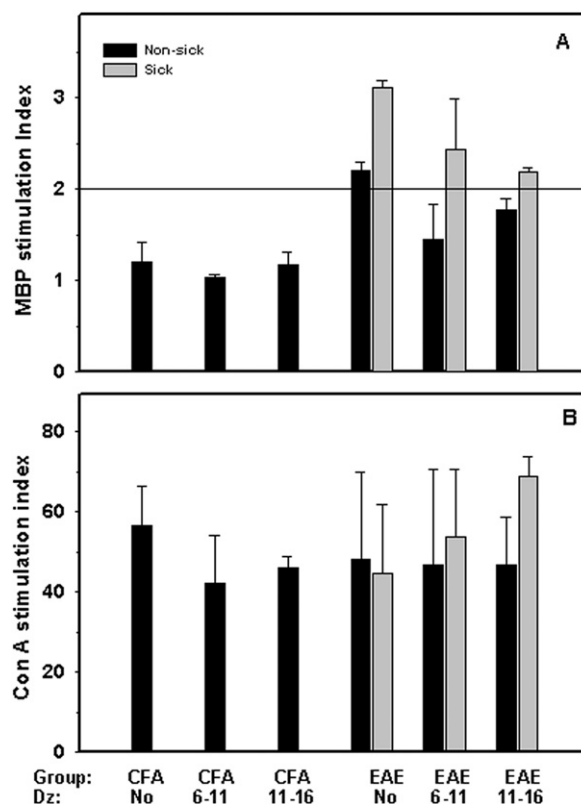 A
Non-sick
Sick
MBP stimulation Index
3
2
1
0
B
Con A stimulation index
80
60
40
20
0
Group: CFA CFA CFA EAE EAE EAE
Dz: No 6-11 11-16 No 6-11 11-16